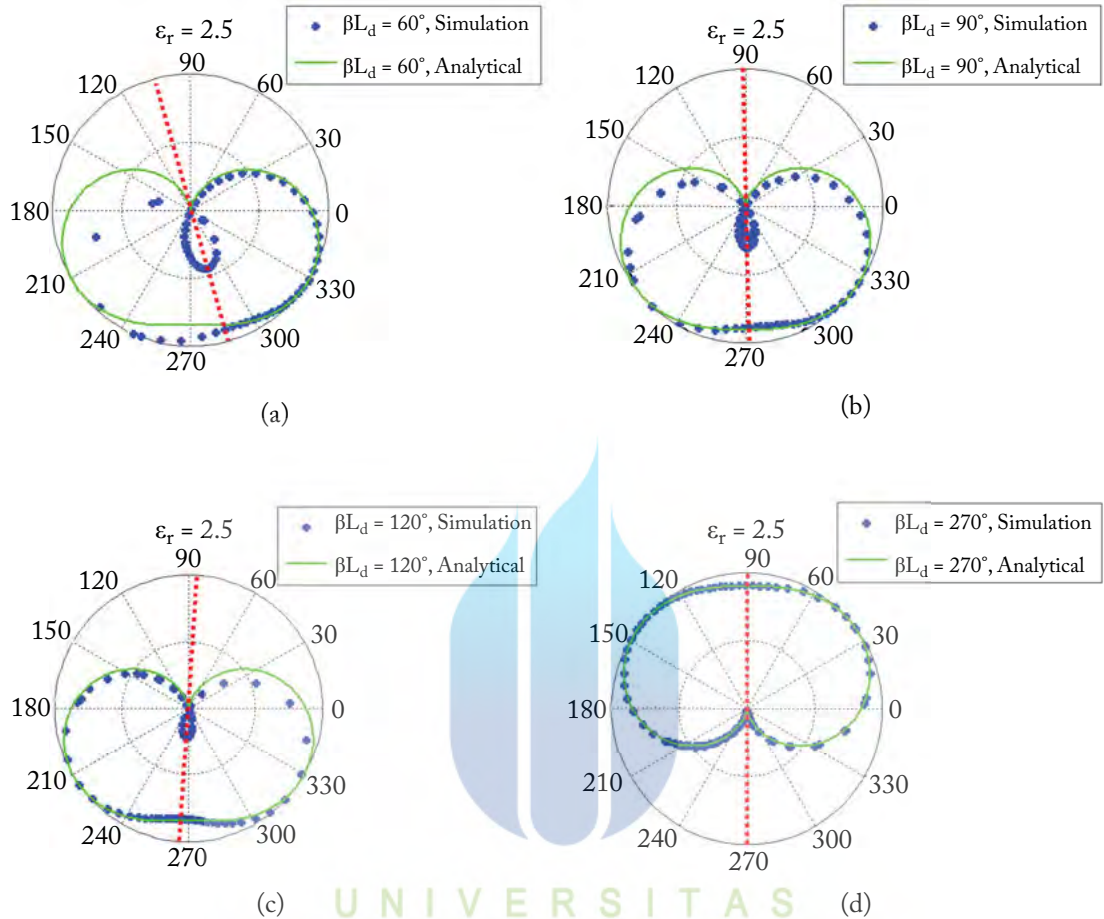 εr = 2.5
βLd = 60°, Simulation
βLd = 60°, Analytical
90
120
60
150
30
180
0
210
330
240
300
270
(a)
εr = 2.5
βLd = 90°, Simulation
βLd = 90°, Analytical
90
120
60
150
30
180
0
210
330
240
300
270
(b)
εr = 2.5
βLd = 120°, Simulation
βLd = 120°, Analytical
90
120
60
150
30
180
0
210
330
240
300
270
(c)
εr = 2.5
βLd = 270°, Simulation
βLd = 270°, Analytical
90
120
60
150
30
180
0
210
330
240
300
270
(d)
UNIVERSITAS